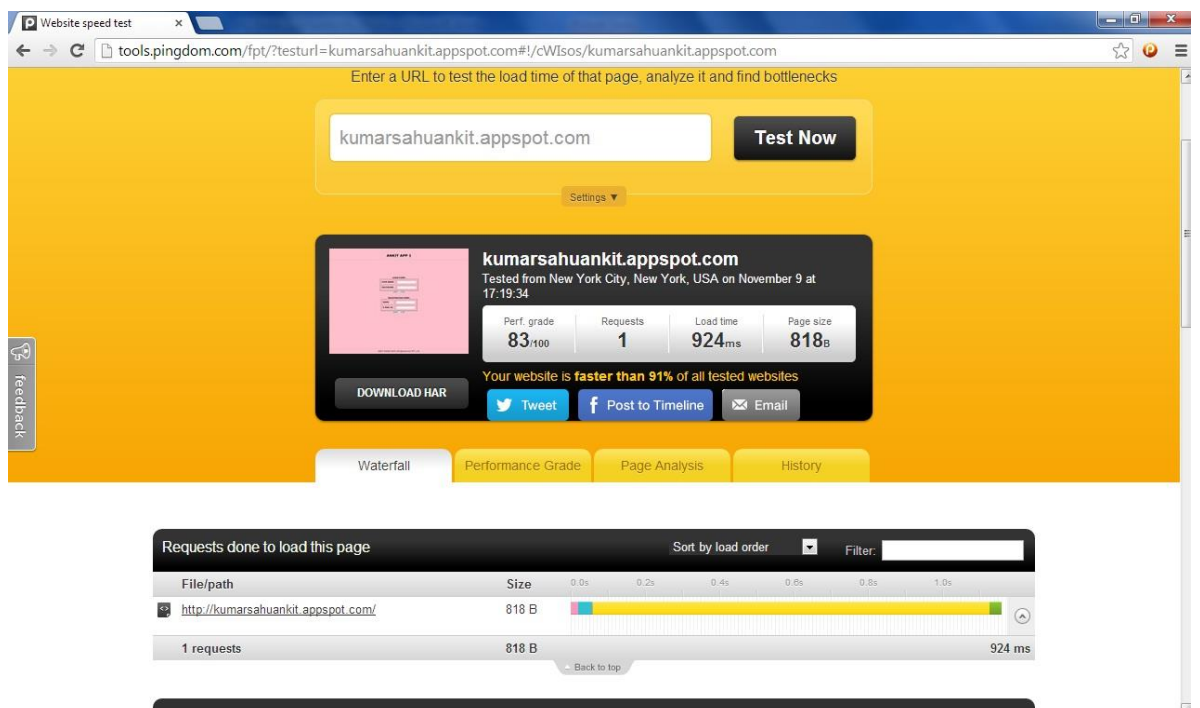 Website speed test
tools.pingdom.com/fpt/?testurl=kumarsahuankit.appspot.com#!/cWIsos/kumarsahuankit.appspot.com
Enter a URL to test the load time of that page, analyze it and find bottlenecks
kumarsahuankit.appspot.com
Test Now
Settings ▼
ANKIT APP 1
kumarsahuankit.appspot.com
Tested from New York City, New York, USA on November 9 at
17:19:34
Perf. grade Requests Load time Page size
83/100 1 924ms 818B
Your website is faster than 91% of all tested websites
DOWNLOAD HAR
Tweet
f Post to Timeline
Email
feedback
Waterfall Performance Grade Page Analysis History
Requests done to load this page Sort by load order Filter:
File/path Size 0.0s 0.2s 0.4s 0.6s 0.8s 1.0s
http://kumarsahuankit.appspot.com/ 818 B
1 requests 818 B 924 ms
Back to top